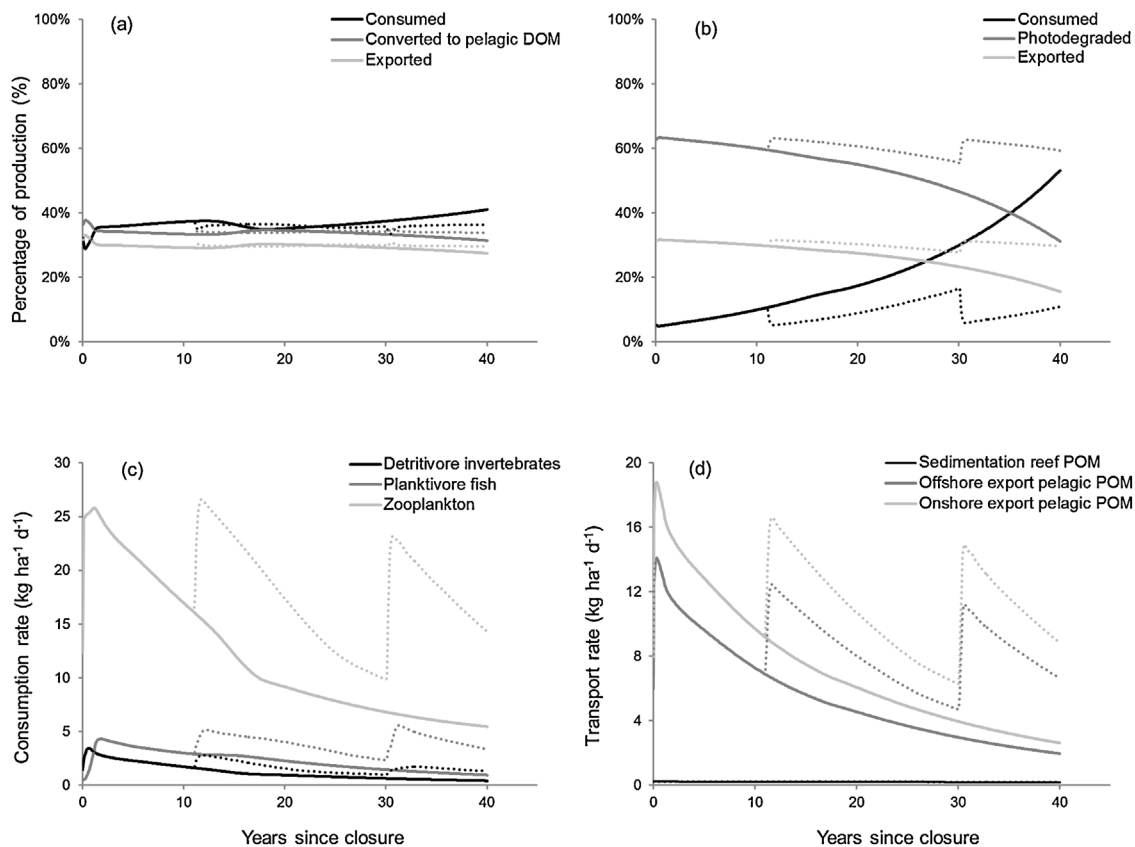 (a)
Consumed
Converted to pelagic DOM
Exported
Percentage of production (%)
100%
80%
60%
40%
20%
0%
0 10 20 30 40
(b)
Consumed
Photodegraded
Exported
100%
80%
60%
40%
20%
0%
0 10 20 30 40
(c)
Detritivore invertebrates
Planktivore fish
Zooplankton
Consumption rate (kg ha⁻¹ d⁻¹)
30
25
20
15
10
5
0
0 10 20 30 40
Years since closure
(d)
Sedimentation reef POM
Offshore export pelagic POM
Onshore export pelagic POM
Transport rate (kg ha⁻¹ d⁻¹)
20
16
12
8
4
0
0 10 20 30 40
Years since closure